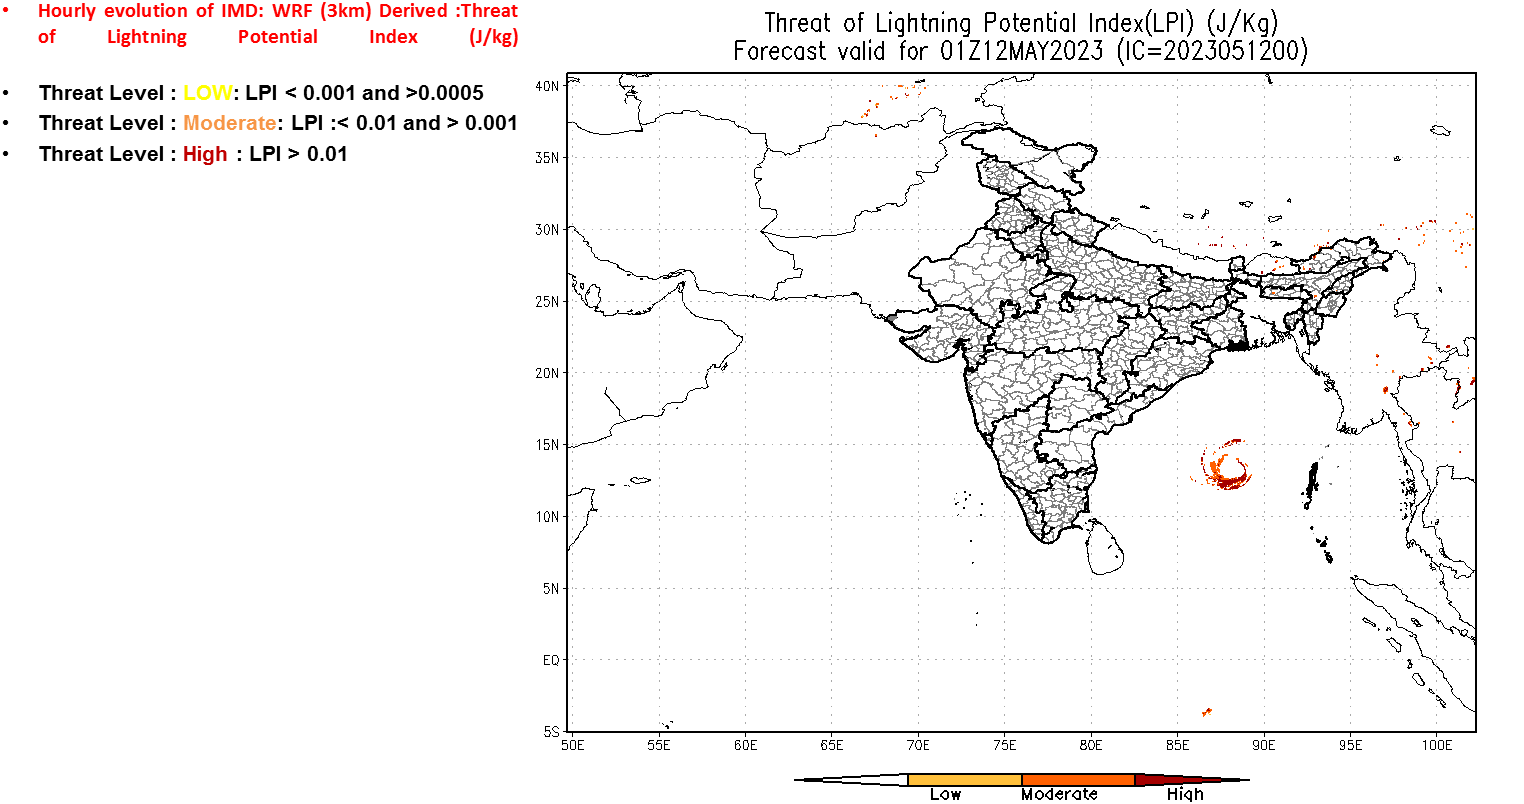 • Hourly evolution of IMD: WRF (3km) Derived :Threat
of Lightning Potential Index (J/kg)
• Threat Level : LOW: LPI < 0.001 and >0.0005
• Threat Level : Moderate: LPI :< 0.01 and > 0.001
• Threat Level : High : LPI > 0.01
Threat of Lightning Potential Index(LPI) (J/Kg)
Forecast valid for 01Z12MAY2023 (IC=2023051200)
40N
35N
30N
25N
20N
15N
10N
5N
EQ
5S
50E 55E 60E 65E 70E 75E 80E 85E 90E 95E 100E
Low Moderate High